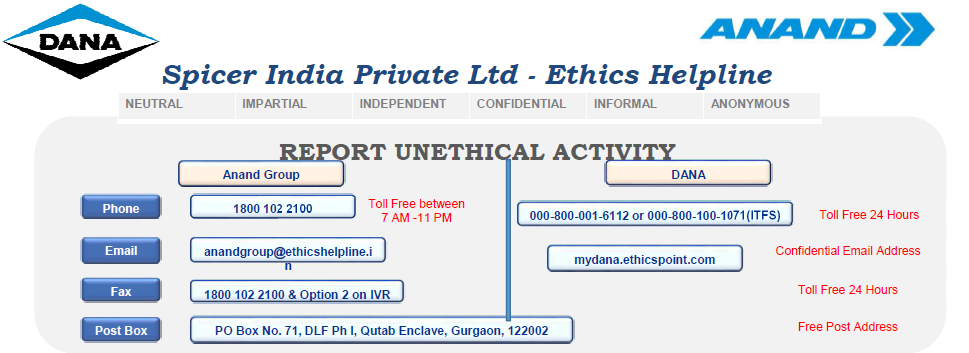 DANA
ANAND
Spicer India Private Ltd - Ethics Helpline
NEUTRAL IMPARTIAL INDEPENDENT CONFIDENTIAL INFORMAL ANONYMOUS
REPORT UNETHICAL ACTIVITY
Anand Group DANA
Phone 1800 102 2100 Toll Free between
7 AM -11 PM
000-800-001-6112 or 000-800-100-1071(ITFS) Toll Free 24 Hours
Email anandgroup@ethicshelpline.i
n
mydana.ethicspoint.com Confidential Email Address
Fax 1800 102 2100 & Option 2 on IVR Toll Free 24 Hours
Post Box PO Box No. 71, DLF Ph I, Qutab Enclave, Gurgaon, 122002 Free Post Address